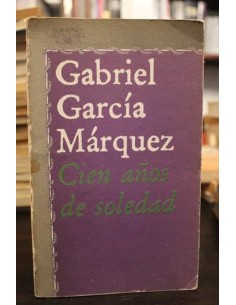 Gabriel
García
Márquez
Cien años
de soledad